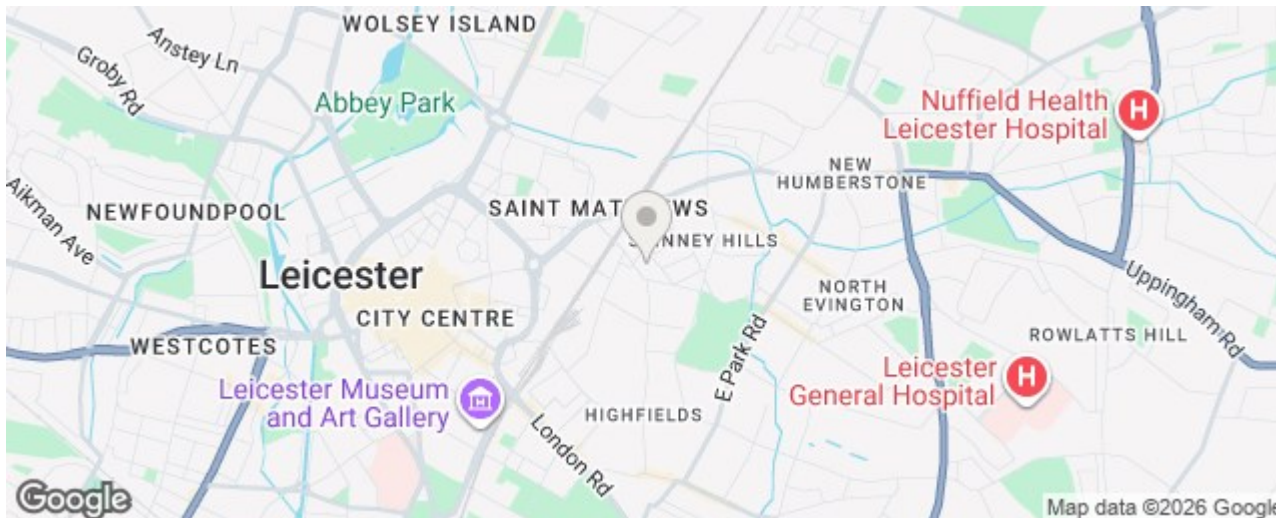 WOLSEY ISLAND
Anstey Ln
Groby Rd
Abbey Park
Nuffield Health
Leicester Hospital
H
NEW
HUMBERSTONE
Aikman Ave
NEWFOUNDPOOL
SAINT MAT EWS
S INNEY HILLS
Leicester
CITY CENTRE
NORTH
EVINGTON
Uppingham Rd
WESTCOTES
E Park Rd
ROWLATTS HILL
Leicester
General Hospital
H
Leicester Museum
and Art Gallery
HIGHFIELDS
London Rd
Google
Map data ©2026 Google